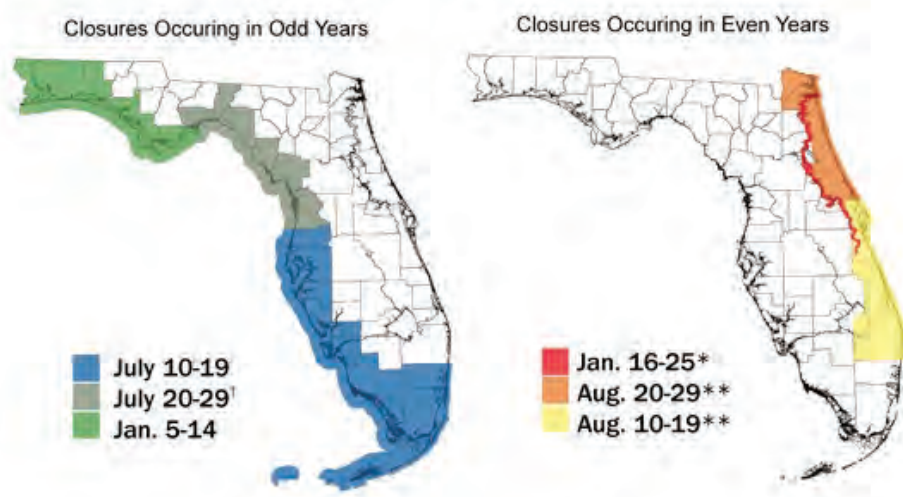 Closures Occuring in Odd Years
July 10-19
July 20-29†
Jan. 5-14
Closures Occuring in Even Years
Jan. 16-25*
Aug. 20-29**
Aug. 10-19**